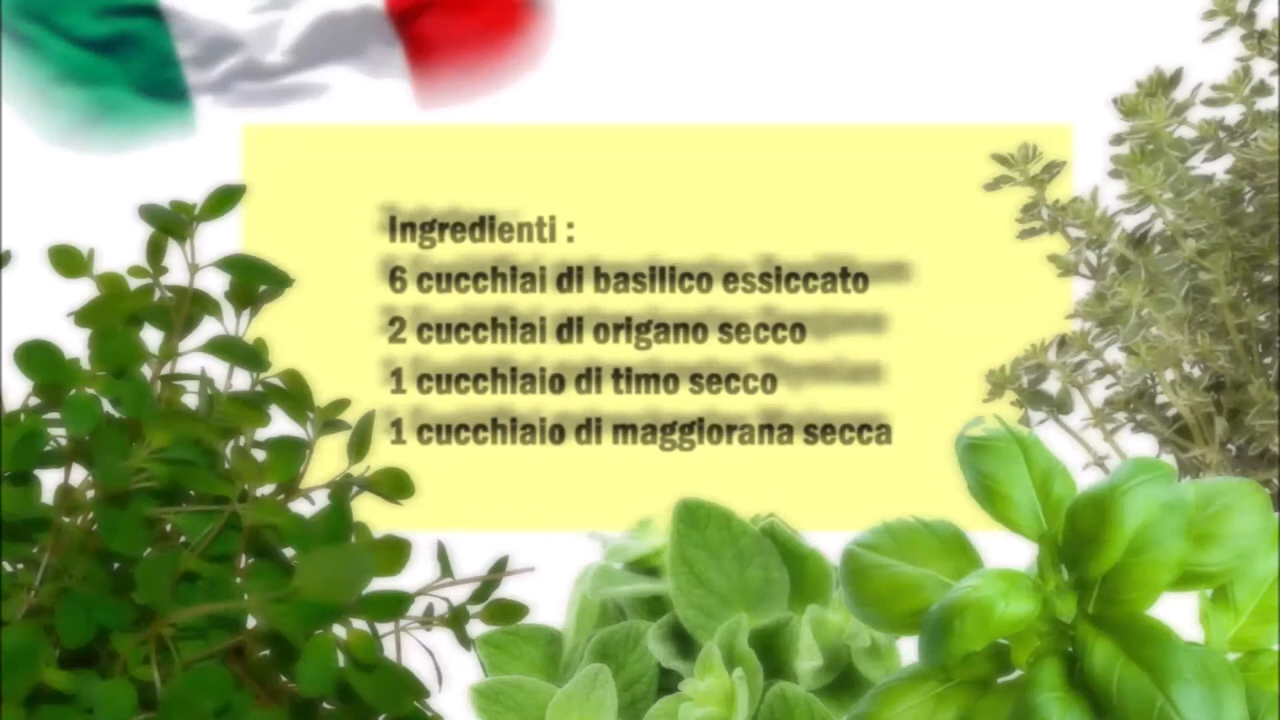 Ingredienti :
6 cucchiai di basilico essiccato
2 cucchiai di origano secco
1 cucchiaio di timo secco
1 cucchiaio di maggiorana secca